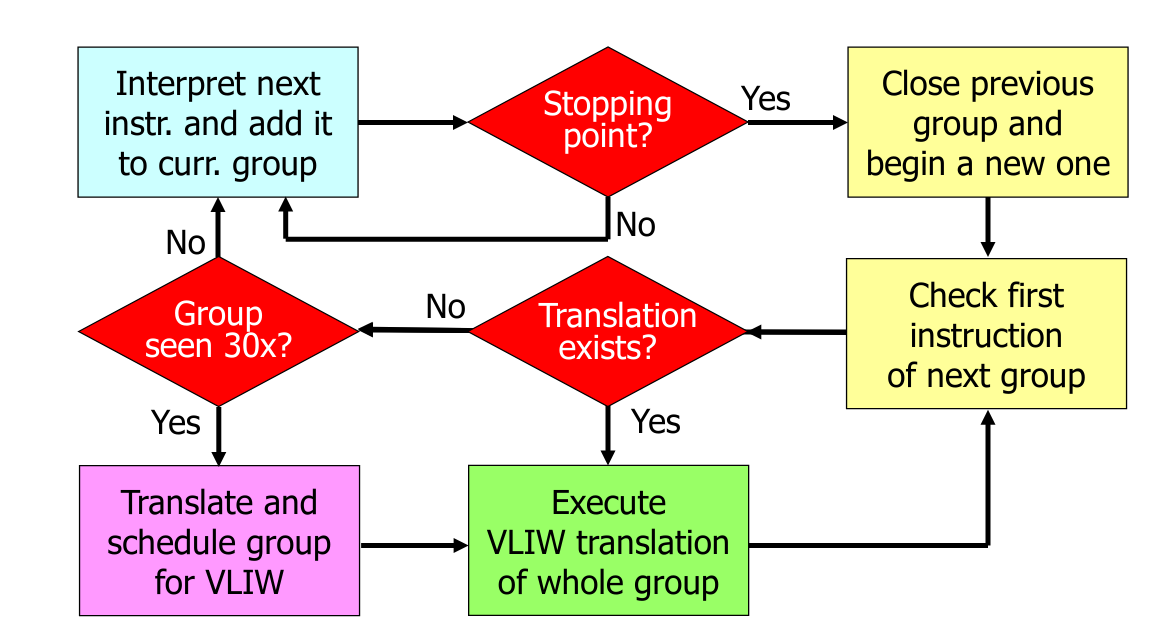 Interpret next
instr. and add it
to curr. group
Stopping
point?
Yes
No
Close previous
group and
begin a new one
Check first
instruction
of next group
Translation
exists?
No
Yes
Group
seen 30x?
No
Yes
Translate and
schedule group
for VLIW
Execute
VLIW translation
of whole group